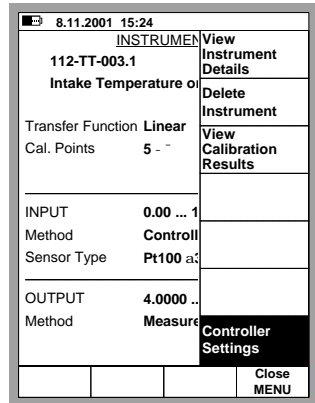 8.11.2001 15:24
INSTRUMEN
112-TT-003.1
Intake Temperature o
Transfer Function Linear
Cal. Points 5 -
INPUT 0.00 ... 1
Method Controll
Sensor Type Pt100
OUTPUT 4.0000 ..
Method Measure
View
Instrument
Details
Delete
Instrument
View
Calibration
Results
Controller
Settings
Close
MENU